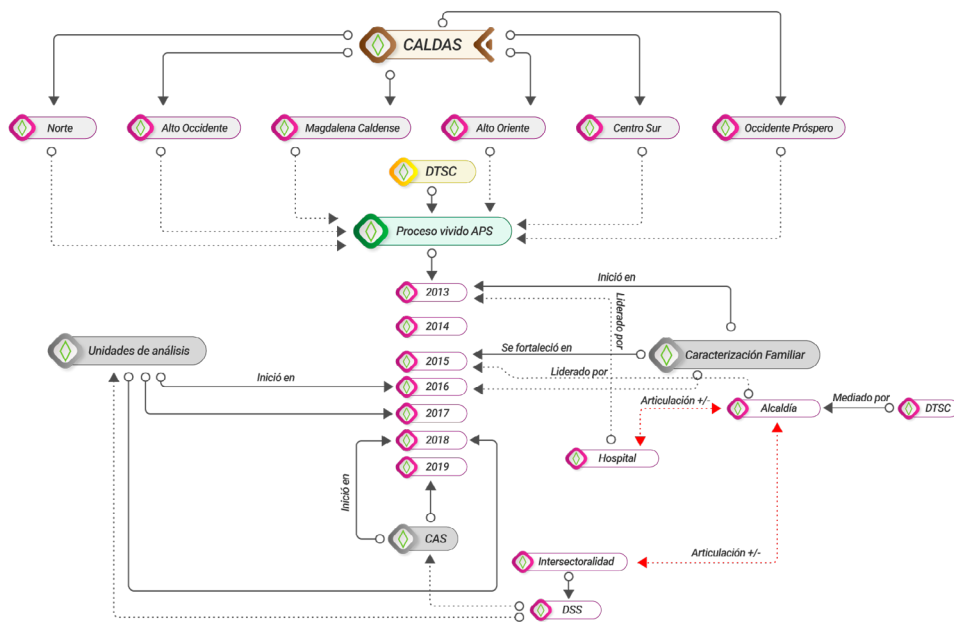 CALDAS
Norte
Alto Occidente
Magdalena Caldense
Alto Oriente
Centro Sur
Occidente Próspero
DTSC
Proceso vivido APS
Inició en
2013
Liderado por
2014
Unidades de análisis
2015
Se fortaleció en
Caracterización Familiar
Liderado por
Inició en
2016
Articulación +/-
Alcaldía
Mediado por
DTSC
2017
2018
Hospital
2019
Inició en
CAS
Intersectoralidad
Articulación +/-
DSS